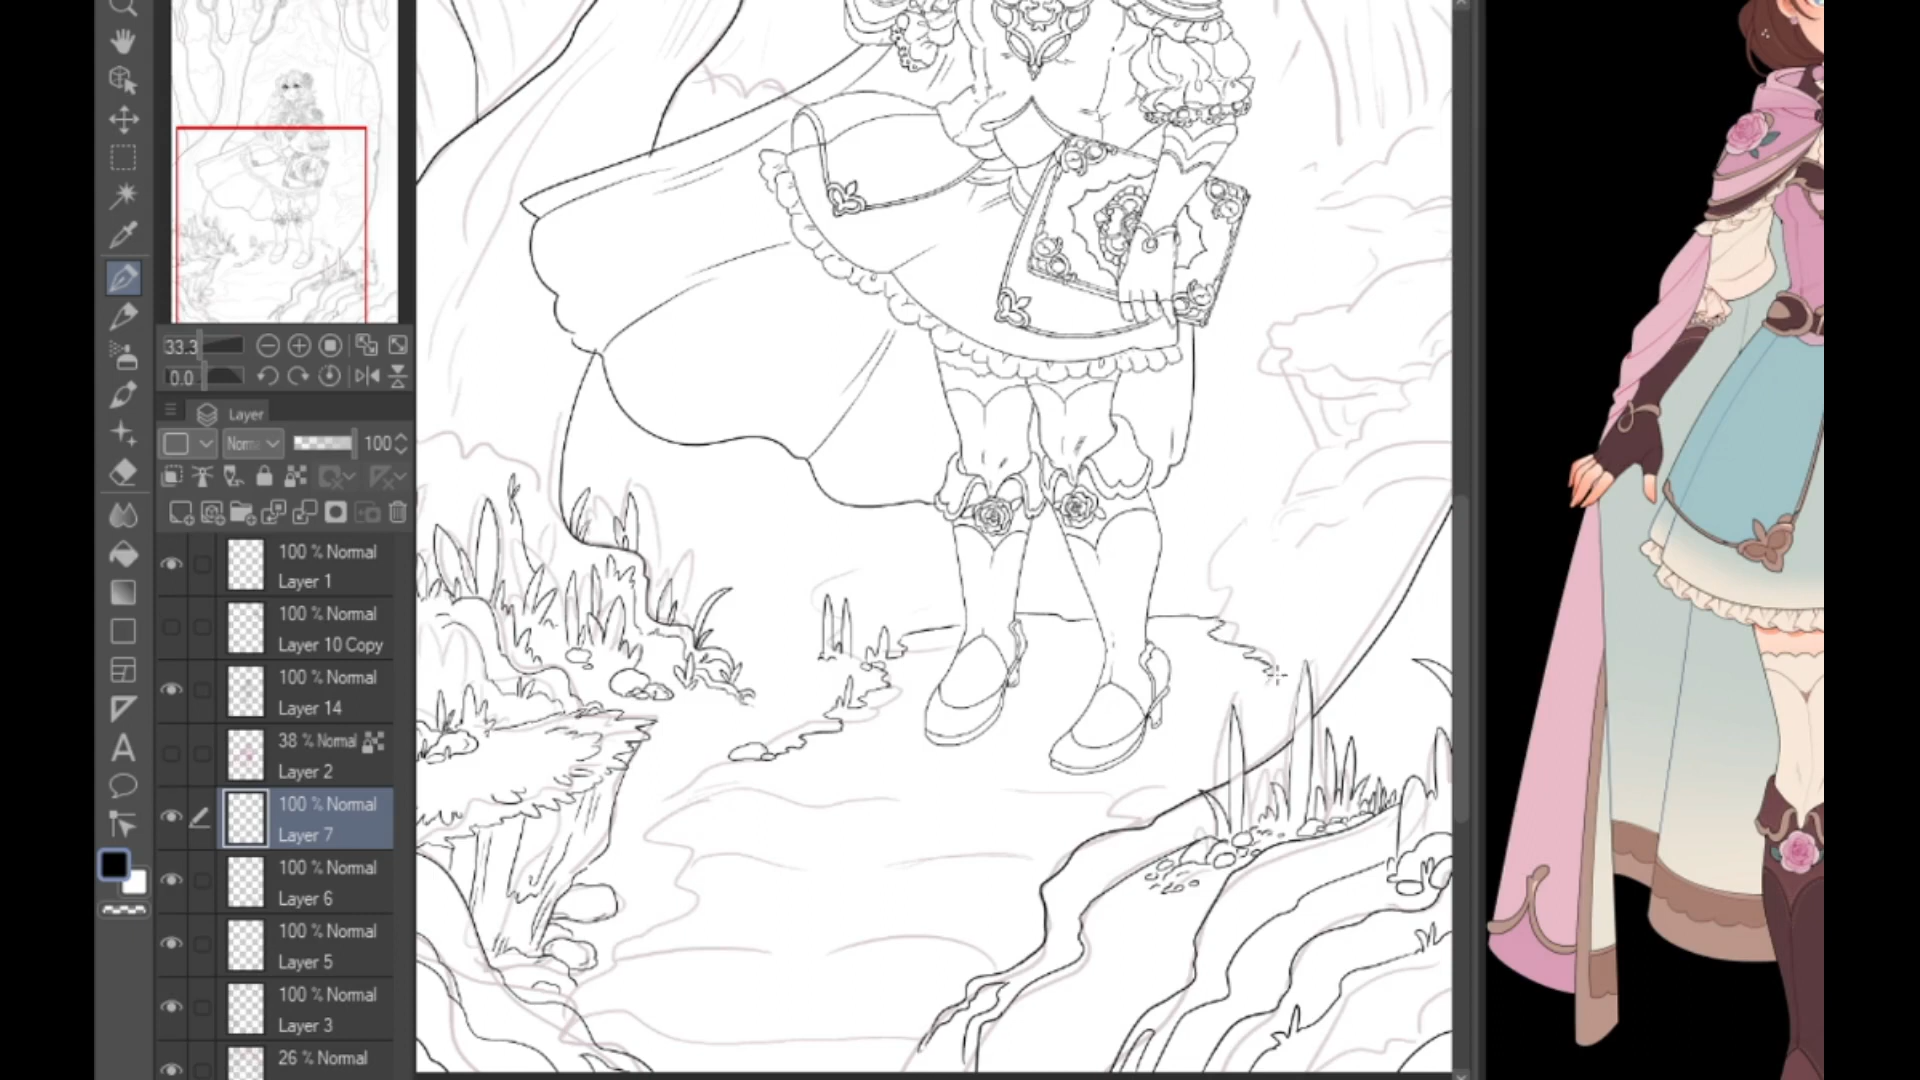 33.3
0.0
Layer
Norm
100
100 % Normal
Layer 1
100 % Normal
Layer 10 Copy
100 % Normal
Layer 14
38 % Normal
Layer 2
100 % Normal
Layer 7
100 % Normal
Layer 6
100 % Normal
Layer 5
100 % Normal
Layer 3
26 % Normal